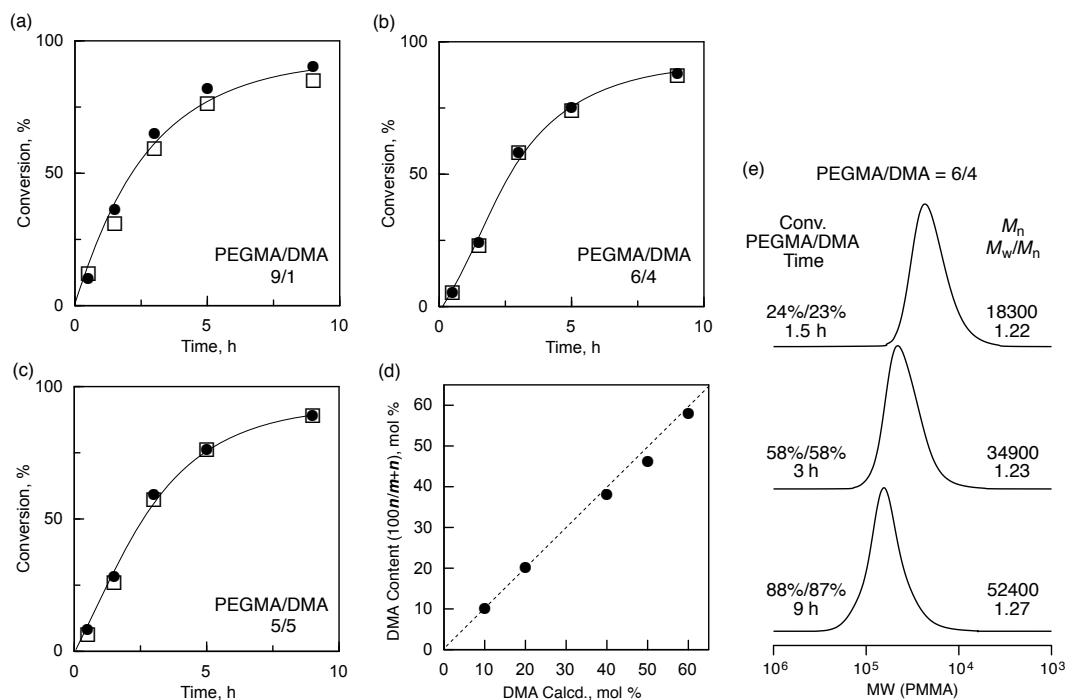 (a)
100
50
0
0
5
10
Conversion, %
Time, h
PEGMA/DMA
9/1
(b)
100
50
0
0
5
10
Conversion, %
Time, h
PEGMA/DMA
6/4
(c)
100
50
0
0
5
10
Conversion, %
Time, h
PEGMA/DMA
5/5
(d)
60
50
40
30
20
10
0
0
10
20
30
40
50
60
DMA Content (100n/m+n), mol %
DMA Calcd., mol %
(e)
PEGMA/DMA = 6/4
Conv.
PEGMA/DMA
Time
Mn
Mw/Mn
24%/23%
1.5 h
18300
1.22
58%/58%
3 h
34900
1.23
88%/87%
9 h
52400
1.27
10⁶
10⁵
10⁴
10³
MW (PMMA)